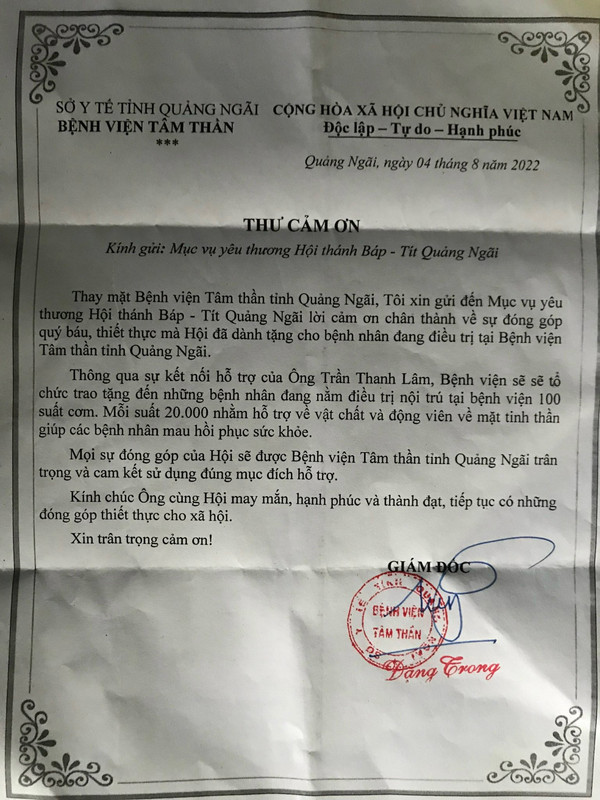 SỞ Y TẾ TỈNH QUẢNG NGÃI
BỆNH VIỆN TÂM THẦN
***
CỘNG HÒA XÃ HỘI CHỦ NGHĨA VIỆT NAM
Độc lập – Tự do – Hạnh phúc
Quảng Ngãi, ngày 04 tháng 8 năm 2022
THƯ CẢM ƠN
Kính gửi: Mục vụ yêu thương Hội thánh Báp - Tít Quảng Ngãi
Thay mặt Bệnh viện Tâm thần tỉnh Quảng Ngãi, Tôi xin gửi đến Mục vụ yêu
thương Hội thánh Báp - Tít Quảng Ngãi lời cảm ơn chân thành về sự đóng góp
quý báu, thiết thực mà Hội đã dành tặng cho bệnh nhân đang điều trị tại Bệnh viện
Tâm thần tỉnh Quảng Ngãi.
Thông qua sự kết nối hỗ trợ của Ông Trần Thanh Lâm, Bệnh viện sẽ sẽ tổ
chức trao tặng đến những bệnh nhân đang nằm điều trị nội trú tại bệnh viện 100
suất cơm. Mỗi suất 20.000 nhằm hỗ trợ về vật chất và động viên về mặt tinh thần
giúp các bệnh nhân mau hồi phục sức khỏe.
Mọi sự đóng góp của Hội sẽ được Bệnh viện Tâm thần tỉnh Quảng Ngãi trân
trọng và cam kết sử dụng đúng mục đích hỗ trợ.
Kính chúc Ông cùng Hội may mắn, hạnh phúc và thành đạt, tiếp tục có những
đóng góp thiết thực cho xã hội.
Xin trân trọng cảm ơn!
GIÁM ĐỐC
SỞ Y TẾ TỈNH QUẢNG NGÃI
BỆNH VIỆN
TÂM THẦN
Đặng Trong